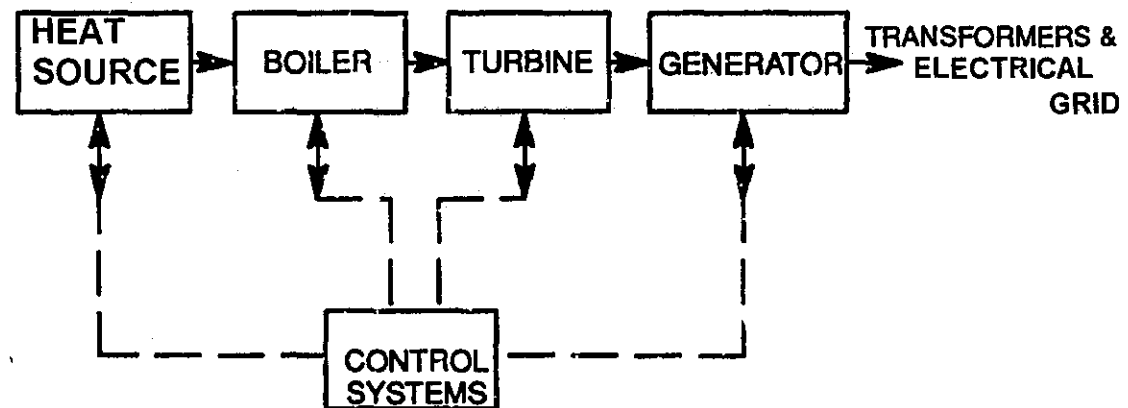 HEAT
SOURCE
BOILER
TURBINE
GENERATOR
TRANSFORMERS &
ELECTRICAL
GRID
CONTROL
SYSTEMS